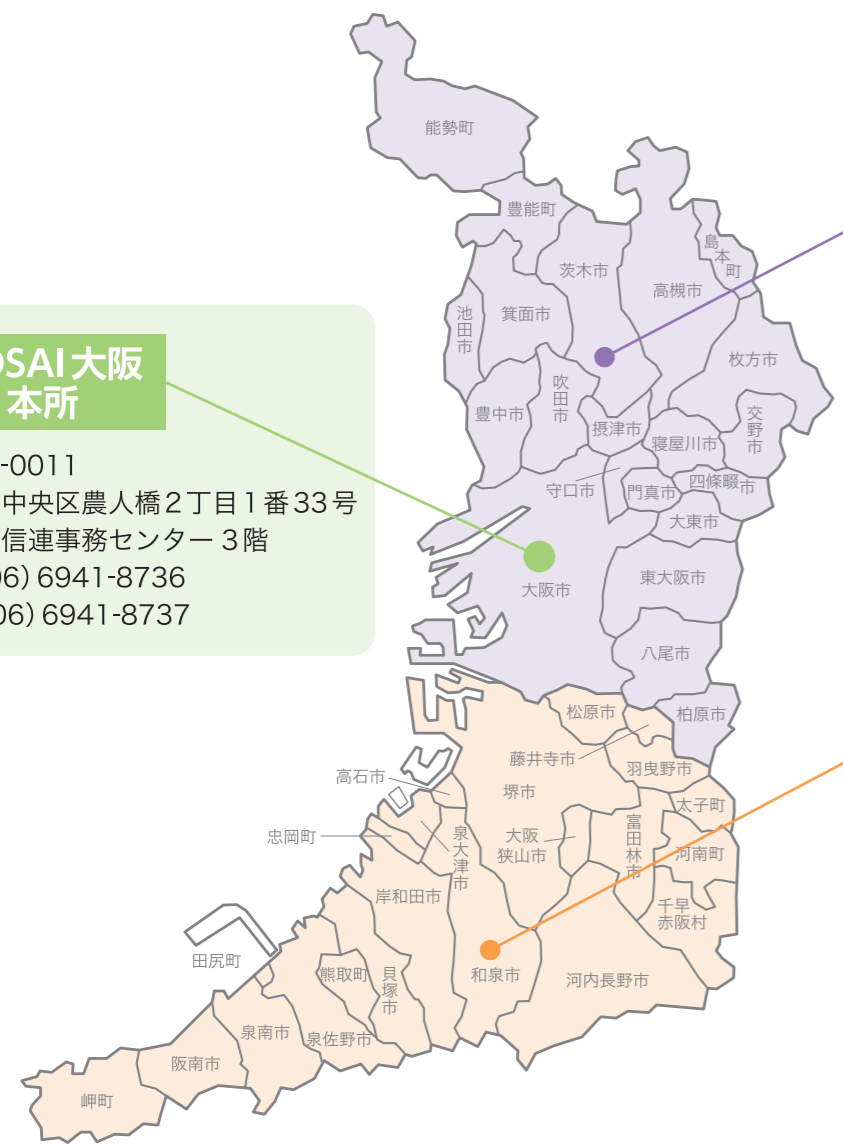 能勢町
豊能町
島本町
茨木市
高槻市
池田市
箕面市
枚方市
吹田市
交野市
豊中市
摂津市
寝屋川市
守口市
門真市
四條畷市
大東市
大阪市
東大阪市
八尾市
OSAI大阪
本所
-0011
中央区農人橋2丁目1番33号
信連事務センター3階
06）6941-8736
06）6941-8737
松原市
柏原市
藤井寺市
羽曳野市
高石市
堺市
太子町
忠岡町
泉大津市
大阪
狭山市
富田林市
河南町
岸和田市
千早
赤阪村
田尻町
熊取町
貝塚市
和泉市
河内長野市
泉南市
泉佐野市
阪南市
岬町